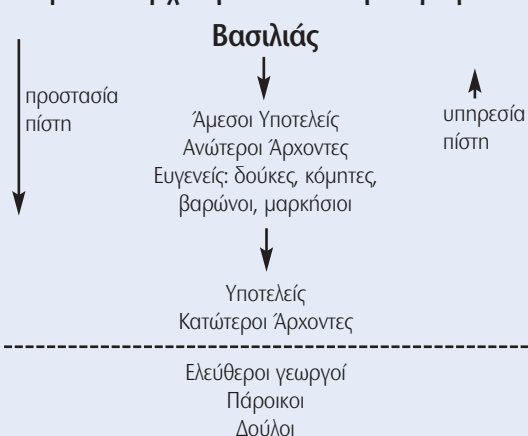 Βασιλιάς
προστασία
πίστη
Άμεσοι Υποτελείς
Ανώτεροι Άρχοντες
Ευγενείς: δούκες, κόμητες,
βαρώνοι, μαρκήσιοι
υπηρεσία
πίστη
Υποτελείς
Κατώτεροι Άρχοντες
Ελεύθεροι γεωργοί
Πάροικοι
Δούλοι